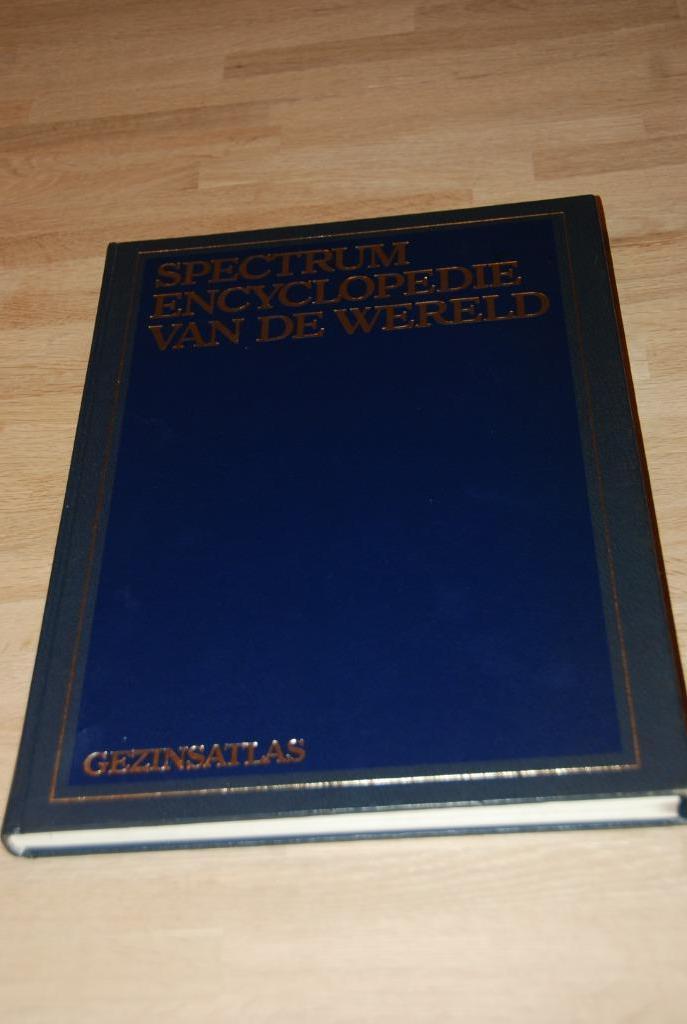 SPECTRUM
ENCYCLOPEDIE
VAN DE WERELD
GEZINSATLAS